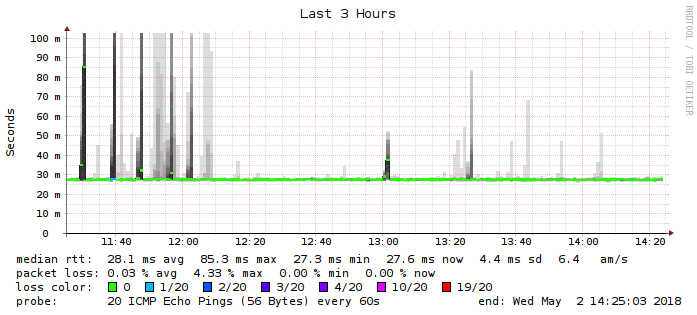 Last 3 Hours
RRDTOOL / TOBI OETIKER
Seconds
100 m
90 m
80 m
70 m
60 m
50 m
40 m
30 m
20 m
10 m
0
11:40 12:00 12:20 12:40 13:00 13:20 13:40 14:00 14:20
median rtt: 28.1 ms avg 85.3 ms max 27.3 ms min 27.6 ms now 4.4 ms sd 6.4 am/s
packet loss: 0.03 % avg 4.33 % max 0.00 % min 0.00 % now
loss color: 0 1/20 2/20 3/20 4/20 10/20 19/20
probe: 20 ICMP Echo Pings (56 Bytes) every 60s end: Wed May 2 14:25:03 2018